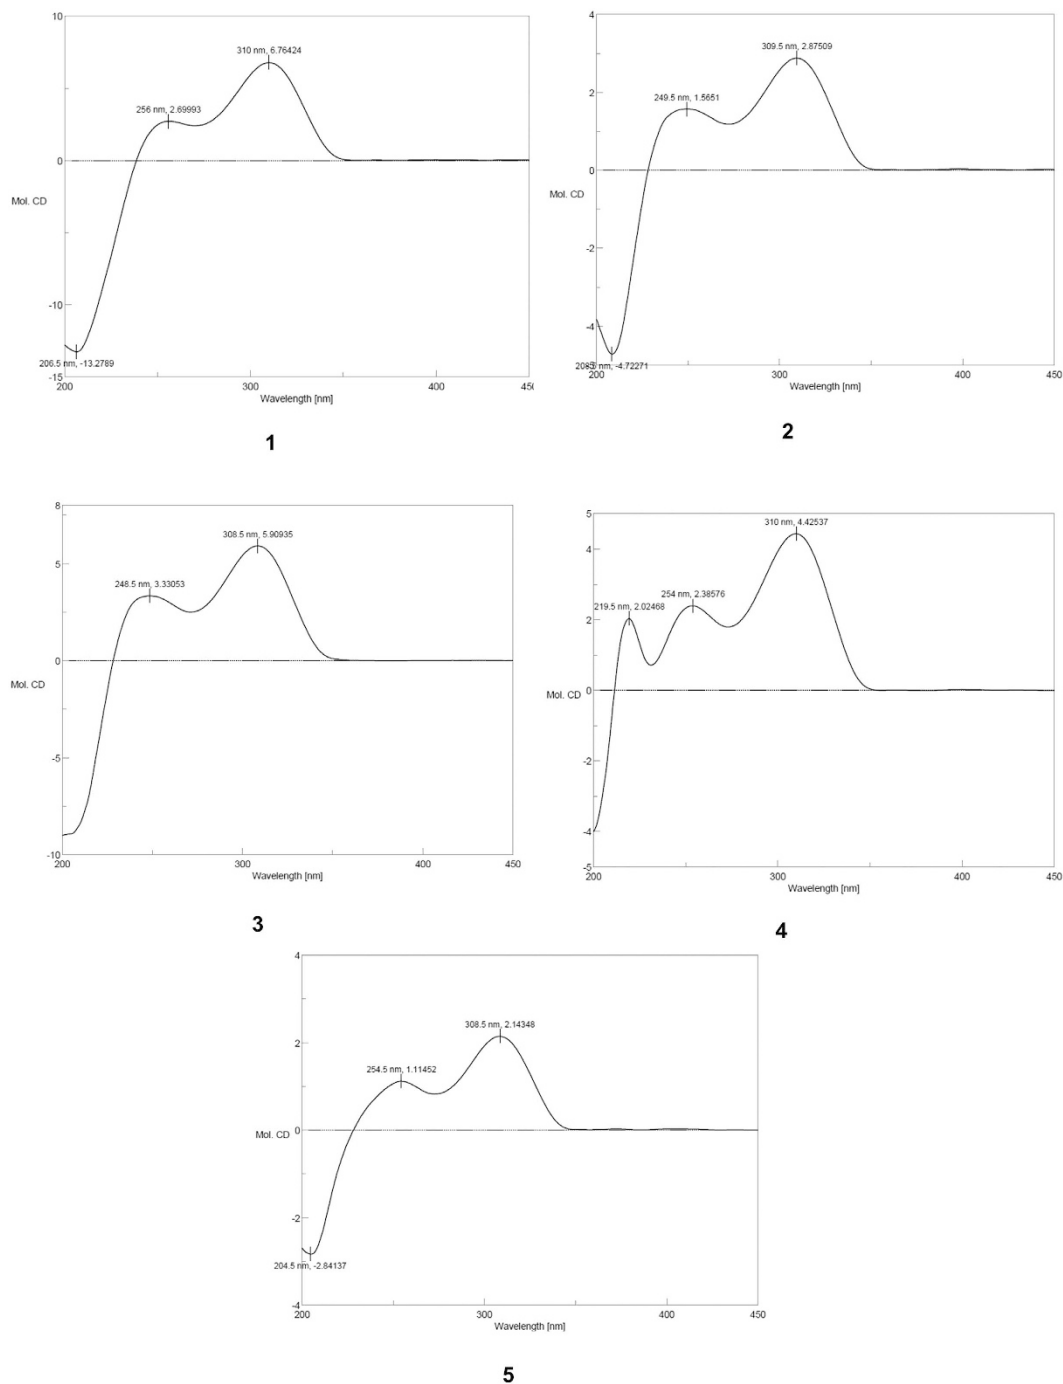 10
310 nm, 6.76424
256 nm, 2.69993
0
Mol. CD
-10
206.5 nm, -13.2789
-15
200
300
400
450
Wavelength [nm]
1
4
309.5 nm, 2.87509
249.5 nm, 1.5651
2
0
Mol. CD
-2
-4
nm, -4.72271
200
300
400
450
Wavelength [nm]
2
8
308.5 nm, 5.90935
5
248.5 nm, 3.33053
0
Mol. CD
-5
-10
200
300
400
450
Wavelength [nm]
3
5
310 nm, 4.42537
4
254 nm, 2.38576
219.5 nm, 2.02468
2
Mol. CD
0
-2
-4
-5
200
300
400
450
Wavelength [nm]
4
4
308.5 nm, 2.14348
2
254.5 nm, 1.11452
Mol. CD
0
-2
204.5 nm, -2.84137
-4
200
300
400
450
Wavelength [nm]
5